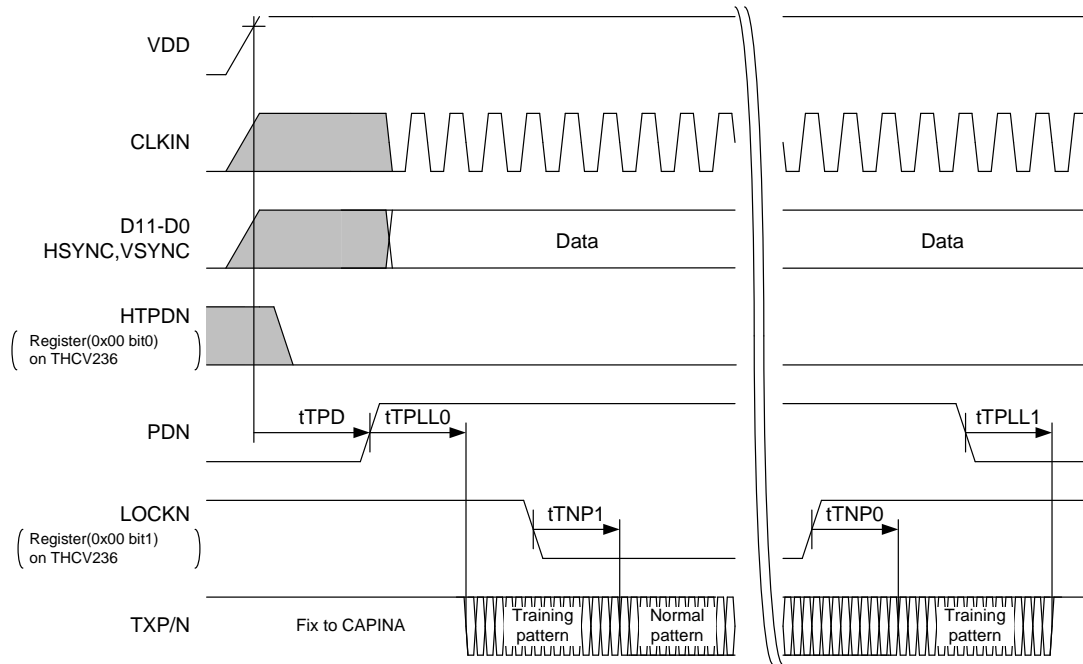 VDD
CLKIN
D11-D0
HSYNC,VSYNC
Data
Data
HTPDN
Register(0x00 bit0)
on THCV236
tTPD
tTPLL0
tTPLL1
PDN
LOCKN
Register(0x00 bit1)
on THCV236
tTNP1
tTNP0
TXP/N
Fix to CAPINA
Training
pattern
Normal
pattern
Training
pattern